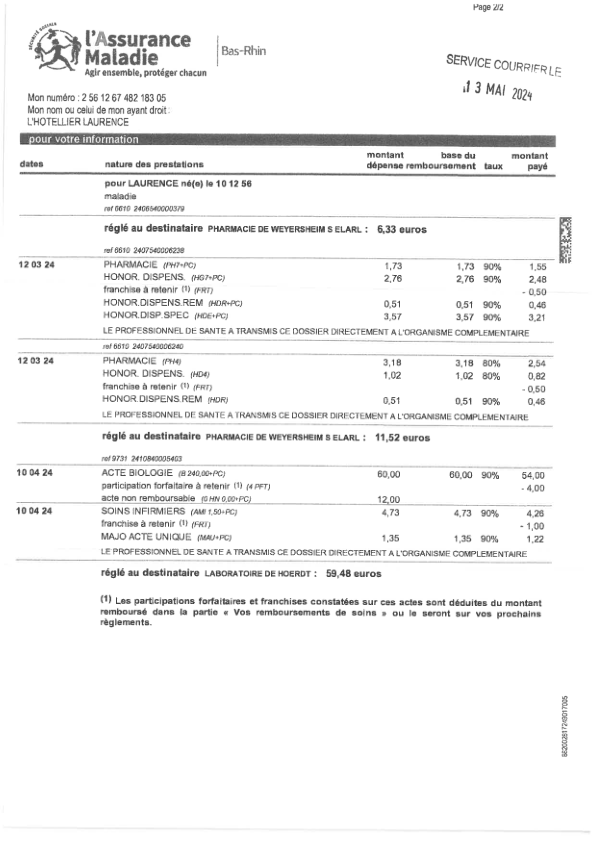 Page 2/2
SÉCURITÉ SOCIALE
l'Assurance
Maladie
Agir ensemble, protéger chacun
Bas-Rhin
SERVICE COURRIER LE
13 MAI 2024
Mon numéro : 2 56 12 67 482 183 05
Mon nom ou celui de mon ayant droit :
L'HOTELLIER LAURENCE
pour votre information
dates nature des prestations montant dépense base du remboursement taux montant payé
pour LAURENCE né(e) le 10 12 56
maladie
ref 6610 2406540000379
réglé au destinataire PHARMACIE DE WEYERSHEIM S ELARL : 6,33 euros
ref 6610 2407540006238
12 03 24 PHARMACIE (PH7+PC) 1,73 1,73 90% 1,55
HONOR. DISPENS. (HG7+PC) 2,76 2,76 90% 2,48
franchise à retenir (1) (FRT) - 0,50
HONOR.DISPENS.REM (HDR+PC) 0,51 0,51 90% 0,46
HONOR.DISP.SPEC (HDE+PC) 3,57 3,57 90% 3,21
LE PROFESSIONNEL DE SANTE A TRANSMIS CE DOSSIER DIRECTEMENT A L'ORGANISME COMPLEMENTAIRE
ref 6610 2407540006240
12 03 24 PHARMACIE (PH4) 3,18 3,18 80% 2,54
HONOR. DISPENS. (HD4) 1,02 1,02 80% 0,82
franchise à retenir (1) (FRT) - 0,50
HONOR.DISPENS.REM (HDR) 0,51 0,51 90% 0,46
LE PROFESSIONNEL DE SANTE A TRANSMIS CE DOSSIER DIRECTEMENT A L'ORGANISME COMPLEMENTAIRE
réglé au destinataire PHARMACIE DE WEYERSHEIM S ELARL : 11,52 euros
ref 9731 2410840005403
10 04 24 ACTE BIOLOGIE (B 240,00+PC) 60,00 60,00 90% 54,00
participation forfaitaire à retenir (1) (4 PFT) - 4,00
acte non remboursable (0 HN 0,00+PC) 12,00
10 04 24 SOINS INFIRMIERS (AMI 1,50+PC) 4,73 4,73 90% 4,26
franchise à retenir (1) (FRT) - 1,00
MAJO ACTE UNIQUE (MAU+PC) 1,35 1,35 90% 1,22
LE PROFESSIONNEL DE SANTE A TRANSMIS CE DOSSIER DIRECTEMENT A L'ORGANISME COMPLEMENTAIRE
réglé au destinataire LABORATOIRE DE HOERDT : 59,48 euros
(1) Les participations forfaitaires et franchises constatées sur ces actes sont déduites du montant
remboursé dans la partie « Vos remboursements de soins » ou le seront sur vos prochains
règlements.